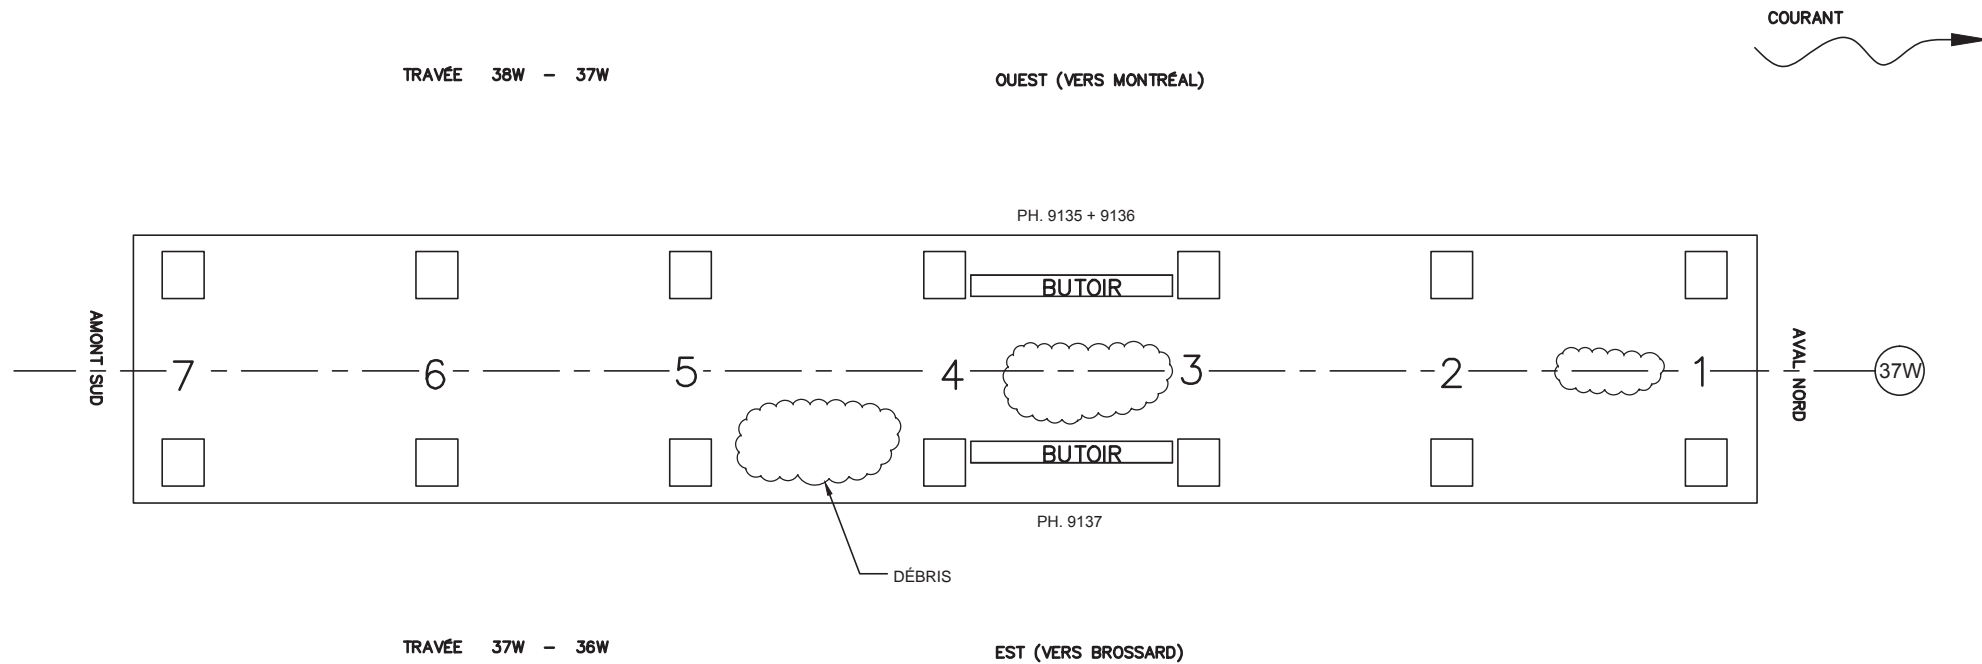 COURANT
TRAVÉE 38W - 37W
OUEST (VERS MONTRÉAL)
PH. 9135 + 9136
BUTOIR
AMONT SUD
7
6
5
4
3
2
1
AVAL NORD
37W
BUTOIR
PH. 9137
DÉBRIS
TRAVÉE 37W - 36W
EST (VERS BROSSARD)